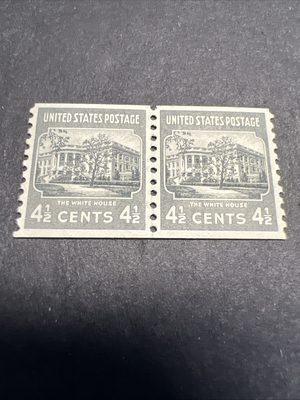 UNITED STATES POSTAGE
THE WHITE HOUSE
4½ CENTS 4½
UNITED STATES POSTAGE
THE WHITE HOUSE
4½ CENTS 4½